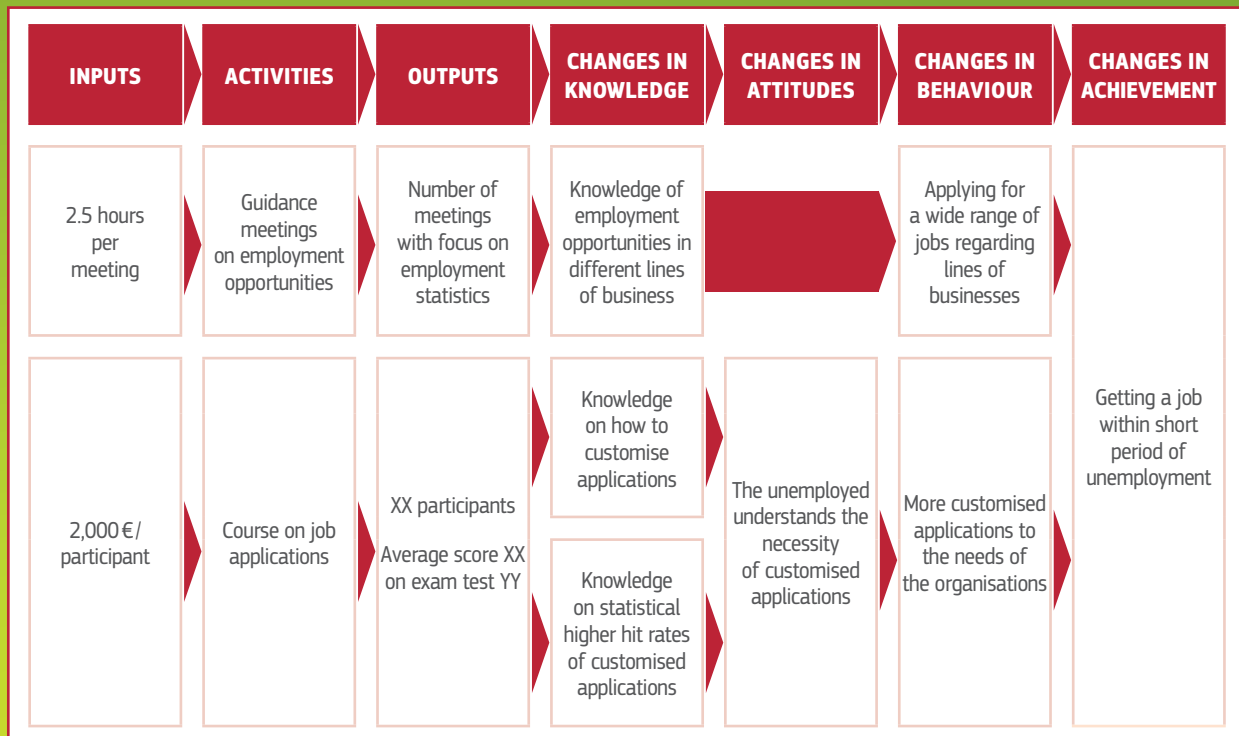 INPUTS
ACTIVITIES
OUTPUTS
CHANGES IN
KNOWLEDGE
CHANGES IN
ATTITUDES
CHANGES IN
BEHAVIOUR
CHANGES IN
ACHIEVEMENT
2.5 hours
per
meeting
Guidance
meetings
on employment
opportunities
Number of
meetings
with focus on
employment
statistics
Knowledge of
employment
opportunities in
different lines
of business
Applying for
a wide range of
jobs regarding
lines of
businesses
Getting a job
within short
period of
unemployment
2,000 €/
participant
Course on job
applications
XX participants
Average score XX
on exam test YY
Knowledge
on how to
customise
applications
Knowledge
on statistical
higher hit rates
of customised
applications
The unemployed
understands the
necessity
of customised
applications
More customised
applications to
the needs of
the organisations